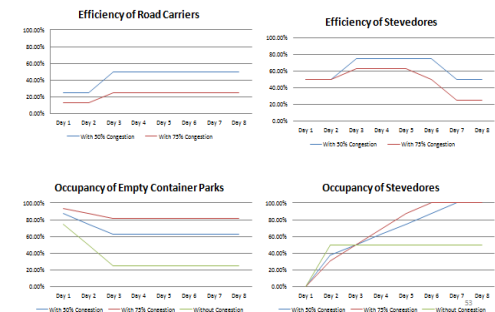 Efficiency of Road Carriers
100.00%
80.00%
60.00%
40.00%
20.00%
0.00%
Day 1 Day 2 Day 3 Day 4 Day 5 Day 6 Day 7 Day 8
With 50% Congestion With 75% Congestion
Efficiency of Stevedores
100.00%
80.00%
60.00%
40.00%
20.00%
0.00%
Day 1 Day 2 Day 3 Day 4 Day 5 Day 6 Day 7 Day 8
With 50% Congestion With 75% Congestion
Occupancy of Empty Container Parks
100.00%
80.00%
60.00%
40.00%
20.00%
0.00%
Day 1 Day 2 Day 3 Day 4 Day 5 Day 6 Day 7 Day 8
With 50% Congestion With 75% Congestion Without Congestion
Occupancy of Stevedores
100.00%
80.00%
60.00%
40.00%
20.00%
0.00%
Day 1 Day 2 Day 3 Day 4 Day 5 Day 6 Day 7 Day 8
53
With 50% Congestion With 75% Congestion Without Congestion